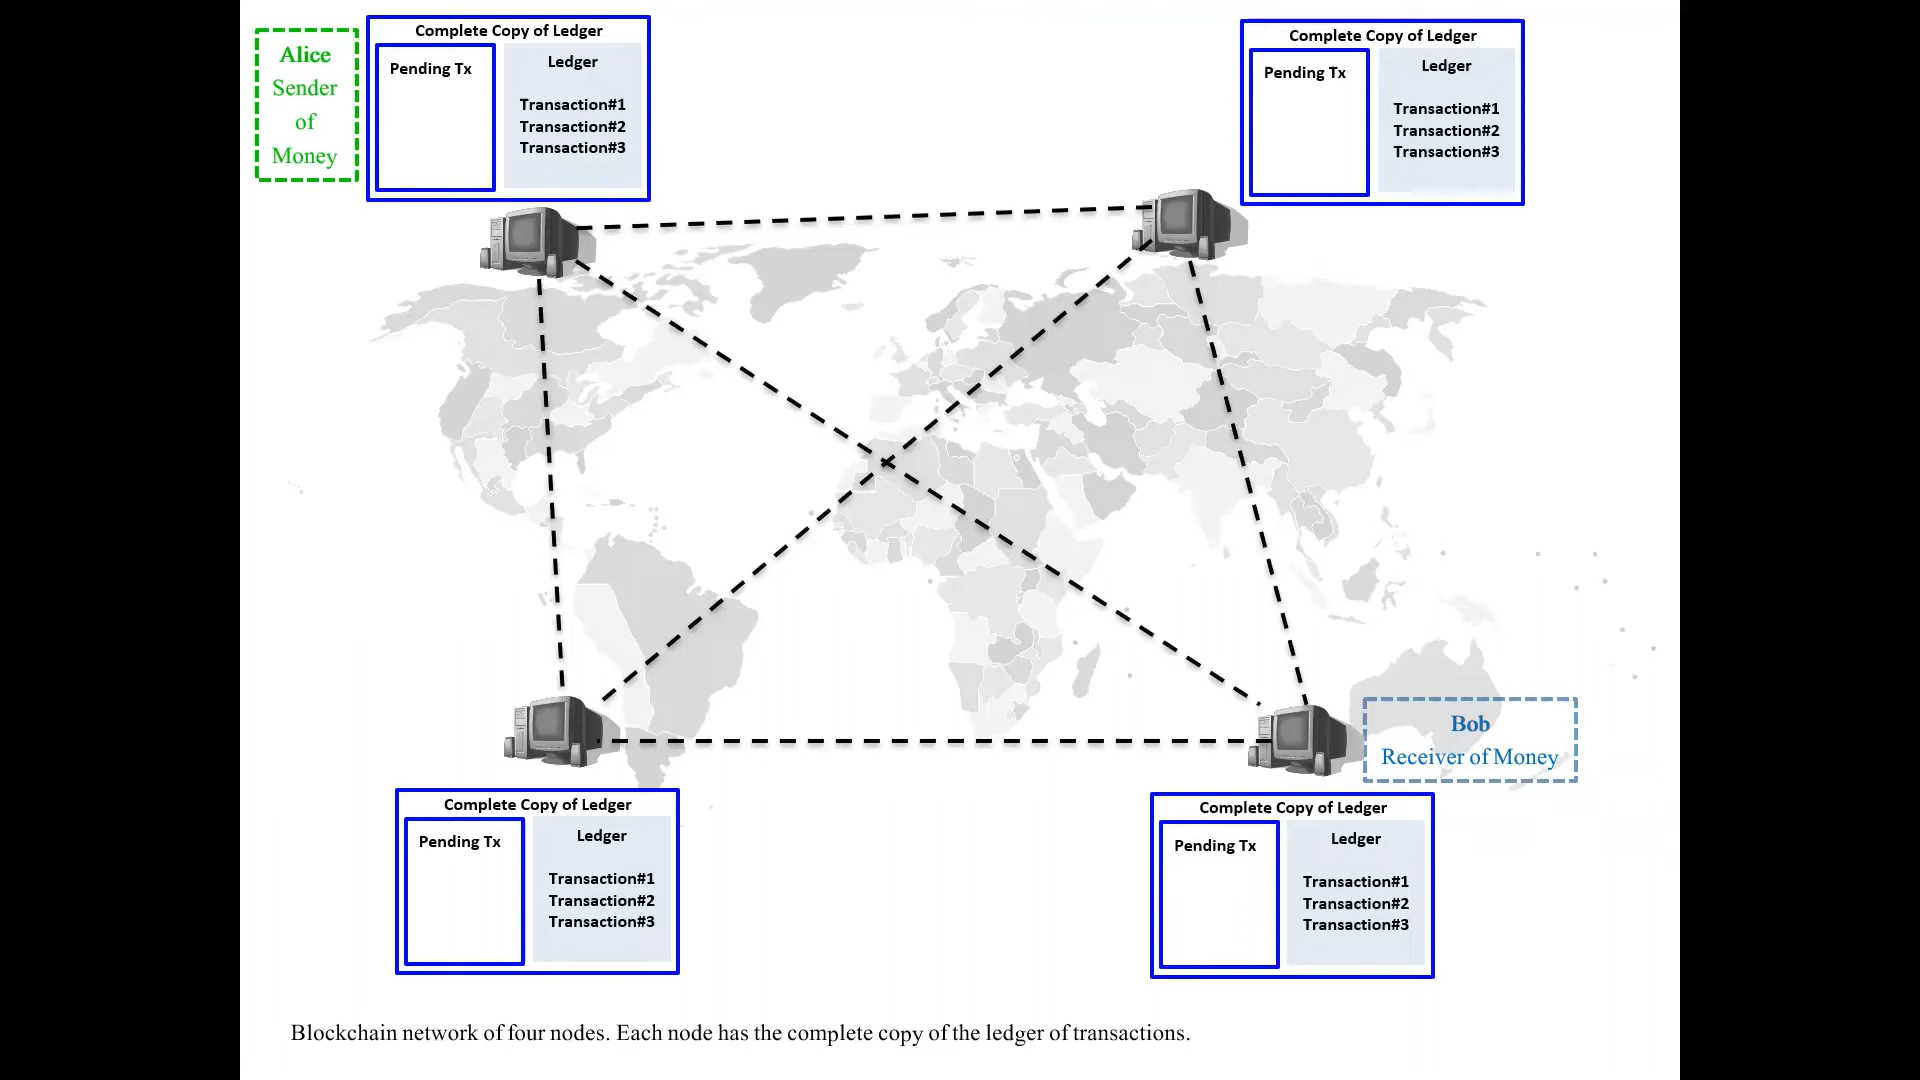 Alice
Sender
of
Money
Complete Copy of Ledger
Pending Tx
Ledger
Transaction#1
Transaction#2
Transaction#3
Complete Copy of Ledger
Pending Tx
Ledger
Transaction#1
Transaction#2
Transaction#3
Bob
Receiver of Money
Complete Copy of Ledger
Pending Tx
Ledger
Transaction#1
Transaction#2
Transaction#3
Complete Copy of Ledger
Pending Tx
Ledger
Transaction#1
Transaction#2
Transaction#3
Blockchain network of four nodes. Each node has the complete copy of the ledger of transactions.